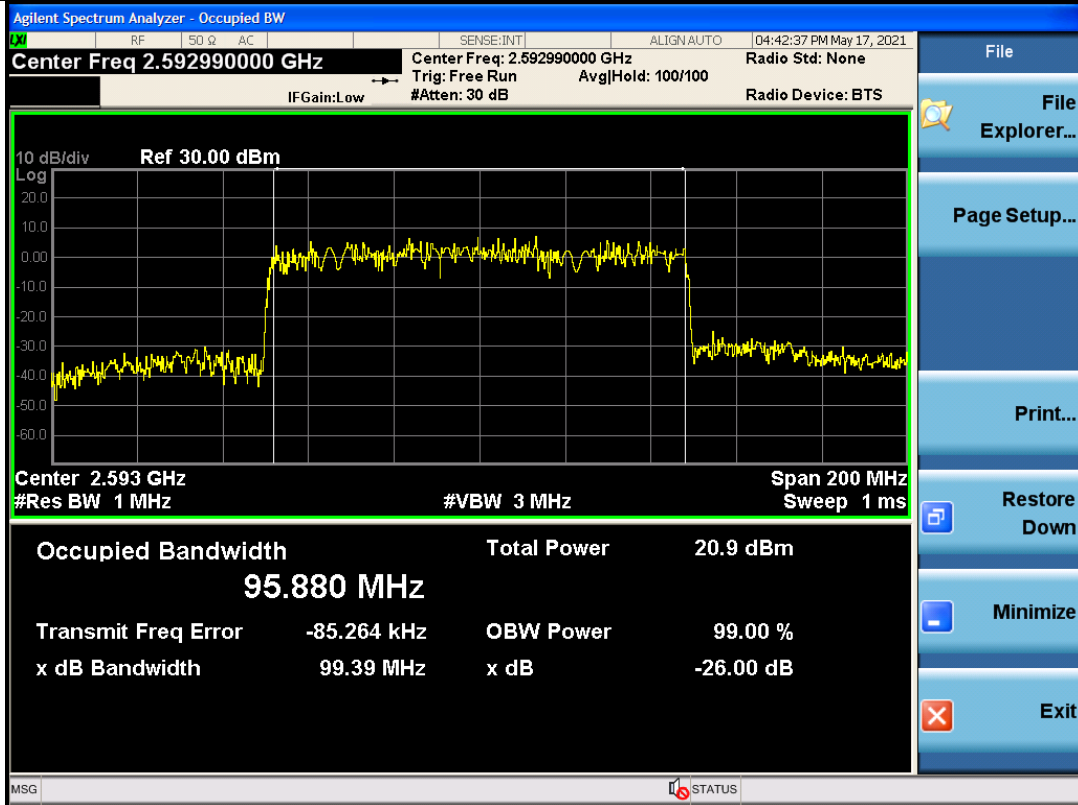 Agilent Spectrum Analyzer - Occupied BW
LXI RF 50 Ω AC SENSE:INT ALIGN AUTO 04:42:37 PM May 17, 2021
Center Freq 2.592990000 GHz
Center Freq: 2.592990000 GHz
Radio Std: None
Trig: Free Run Avg|Hold: 100/100
IFGain:Low
#Atten: 30 dB
Radio Device: BTS
10 dB/div Ref 30.00 dBm
Log
20.0
10.0
0.00
-10.0
-20.0
-30.0
-40.0
-50.0
-60.0
Center 2.593 GHz Span 200 MHz
#Res BW 1 MHz #VBW 3 MHz Sweep 1 ms
Occupied Bandwidth Total Power 20.9 dBm
95.880 MHz
Transmit Freq Error -85.264 kHz OBW Power 99.00 %
x dB Bandwidth 99.39 MHz x dB -26.00 dB
MSG STATUS
File
File
Explorer...
Page Setup...
Print...
Restore
Down
Minimize
Exit